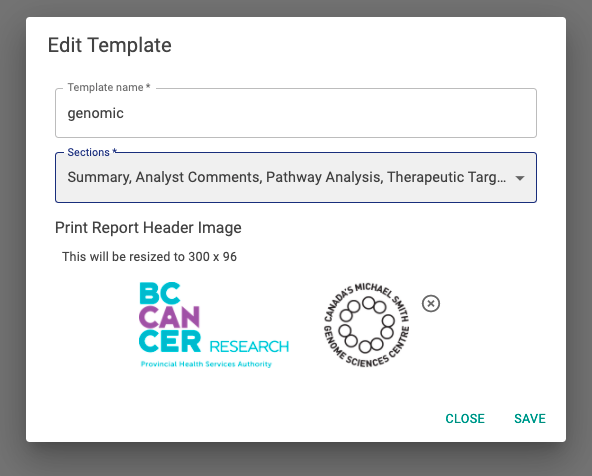 Edit Template
Template name *
genomic
Sections *
Summary, Analyst Comments, Pathway Analysis, Therapeutic Targ...
Print Report Header Image
This will be resized to 300 x 96
BC
CAN
CER RESEARCH
Provincial Health Services Authority
CANADA'S MICHAEL SMITH
GENOME SCIENCES CENTRE
CLOSE
SAVE